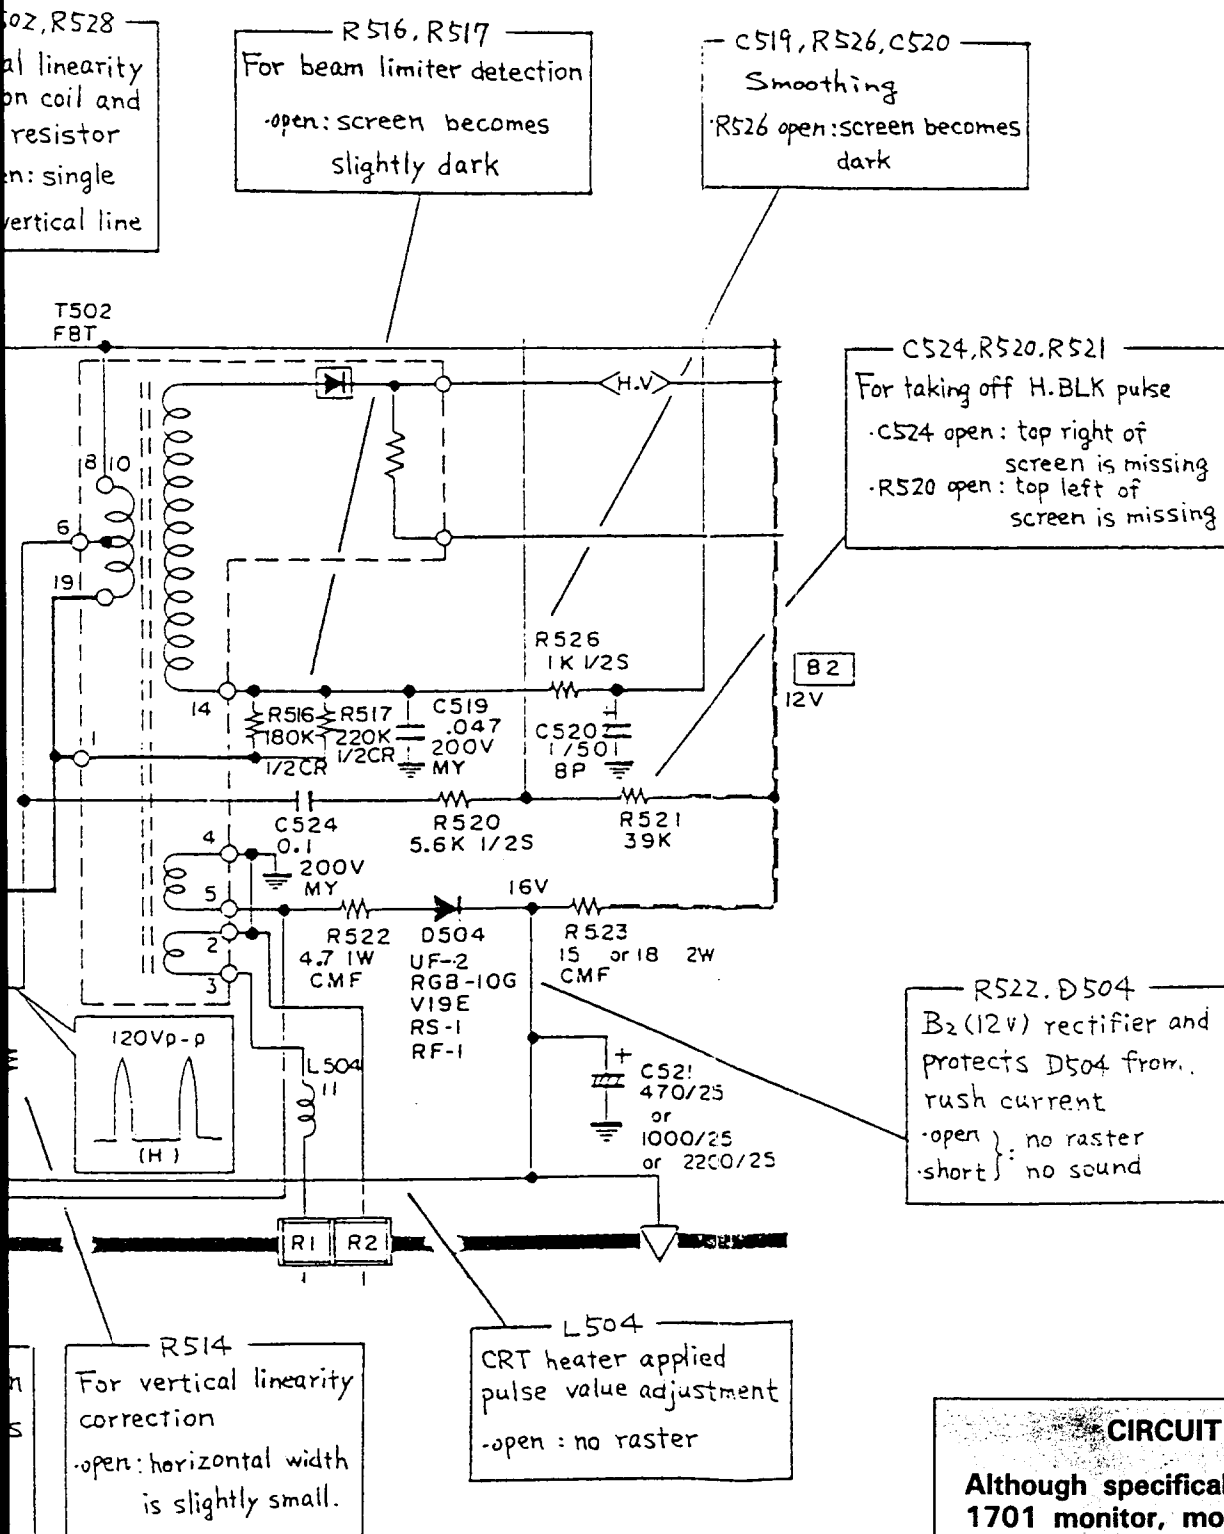 502, R528
al linearity
on coil and
resistor
en: single
vertical line
R516, R517
For beam limiter detection
·open: screen becomes
slightly dark
C519, R526, C520
Smoothing
·R526 open: screen becomes
dark
T502
FBT
C524, R520. R521
For taking off H. BLK pulse
·C524 open: top right of
screen is missing
·R520 open: top left of
screen is missing
H.V
8 10
6
19
R526
1K 1/2S
B2
12V
14
R516
180K
1/2CR
R517
220K
1/2CR
C519
.047
200V
MY
C520
1/50
BP
1
C524
0.1
200V
MY
R520
5.6K 1/2S
R521
39K
4
5
2
3
16V
R522
4.7 1W
CMF
D504
UF-2
RGB-10G
V19E
RS-1
RF-1
R523
15 or 18 2W
CMF
120Vp-p
(H)
L504
11
+
C521
470/25
or
1000/25
or 2200/25
R522. D504
B2 (12V) rectifier and
protects D504 from
rush current
·open } : no raster
·short } no sound
W
R1 R2
R514
For vertical linearity
correction
·open: horizontal width
is slightly small.
n
s
L504
CRT heater applied
pulse value adjustment
·open : no raster
CIRCUIT
Although specifical
1701 monitor, mo